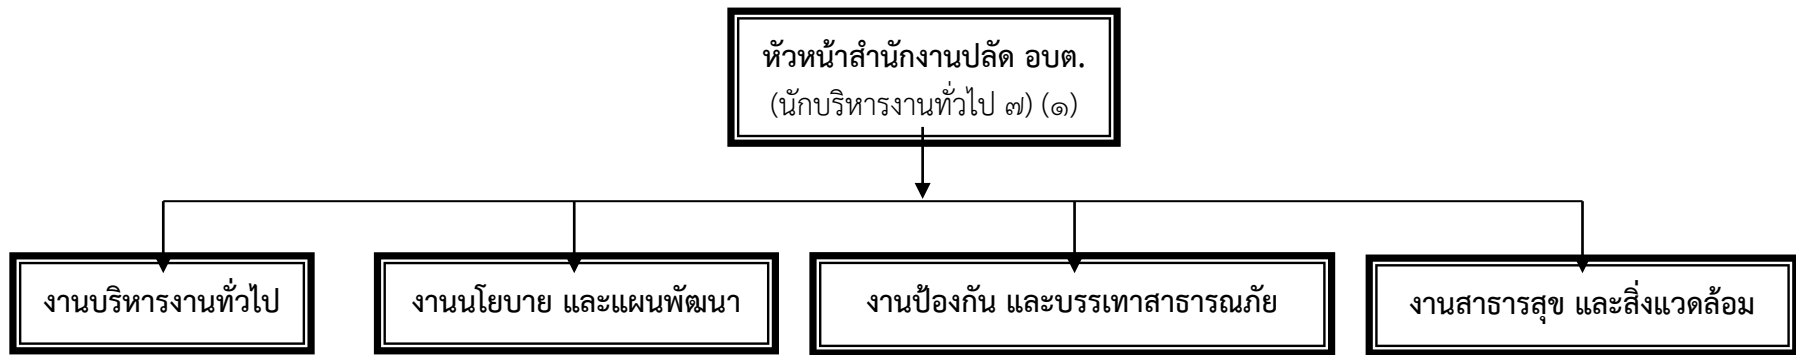 หัวหน้าสำนักงานปลัด อบต.
(นักบริหารงานทั่วไป ๗) (๑)
งานบริหารงานทั่วไป
งานนโยบาย และแผนพัฒนา
งานป้องกัน และบรรเทาสาธารณภัย
งานสาธารสุข และสิ่งแวดล้อม